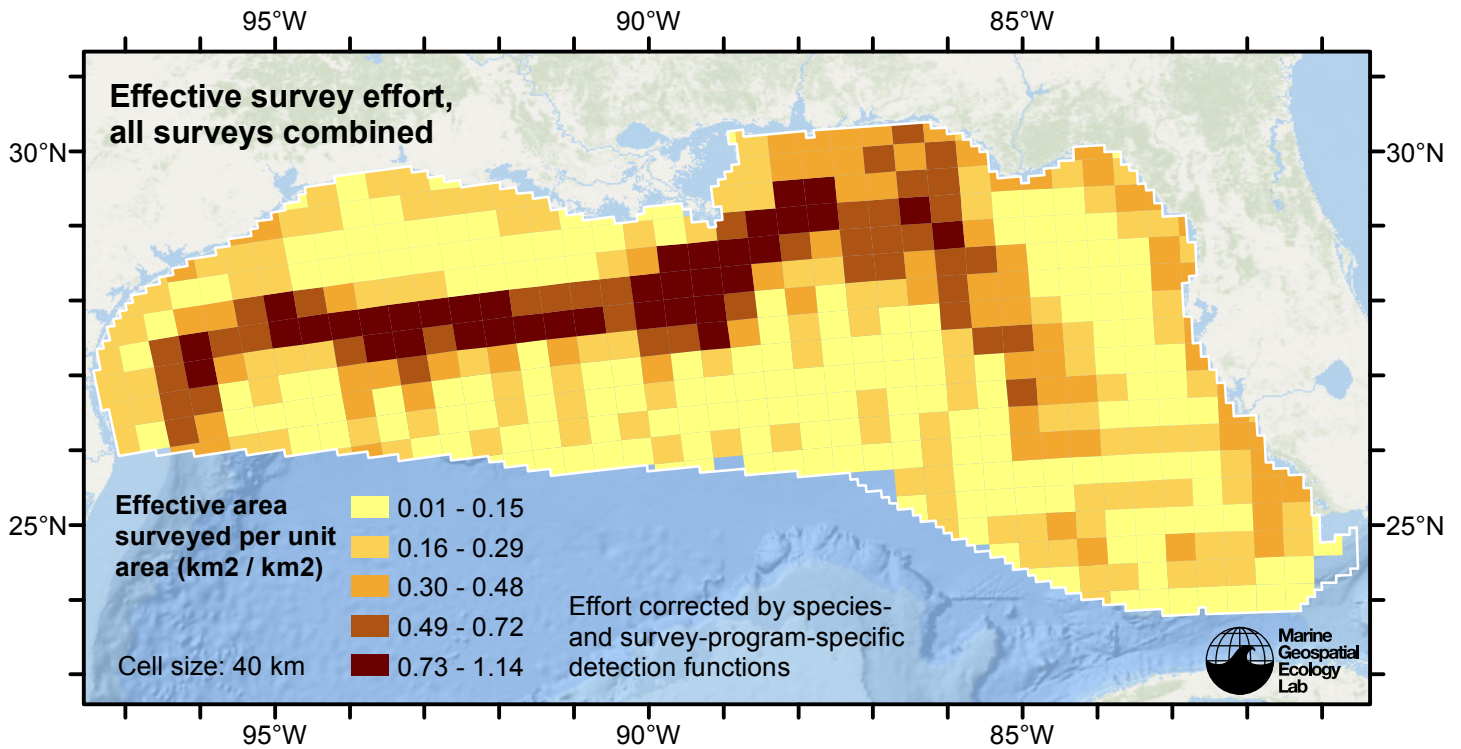 95°W 90°W 85°W
Effective survey effort,
all surveys combined
30°N 30°N
25°N 25°N
Effective area
surveyed per unit
area (km2 / km2)
0.01 - 0.15
0.16 - 0.29
0.30 - 0.48
0.49 - 0.72
0.73 - 1.14
Cell size: 40 km
Effort corrected by species-
and survey-program-specific
detection functions
Marine
Geospatial
Ecology
Lab
95°W 90°W 85°W